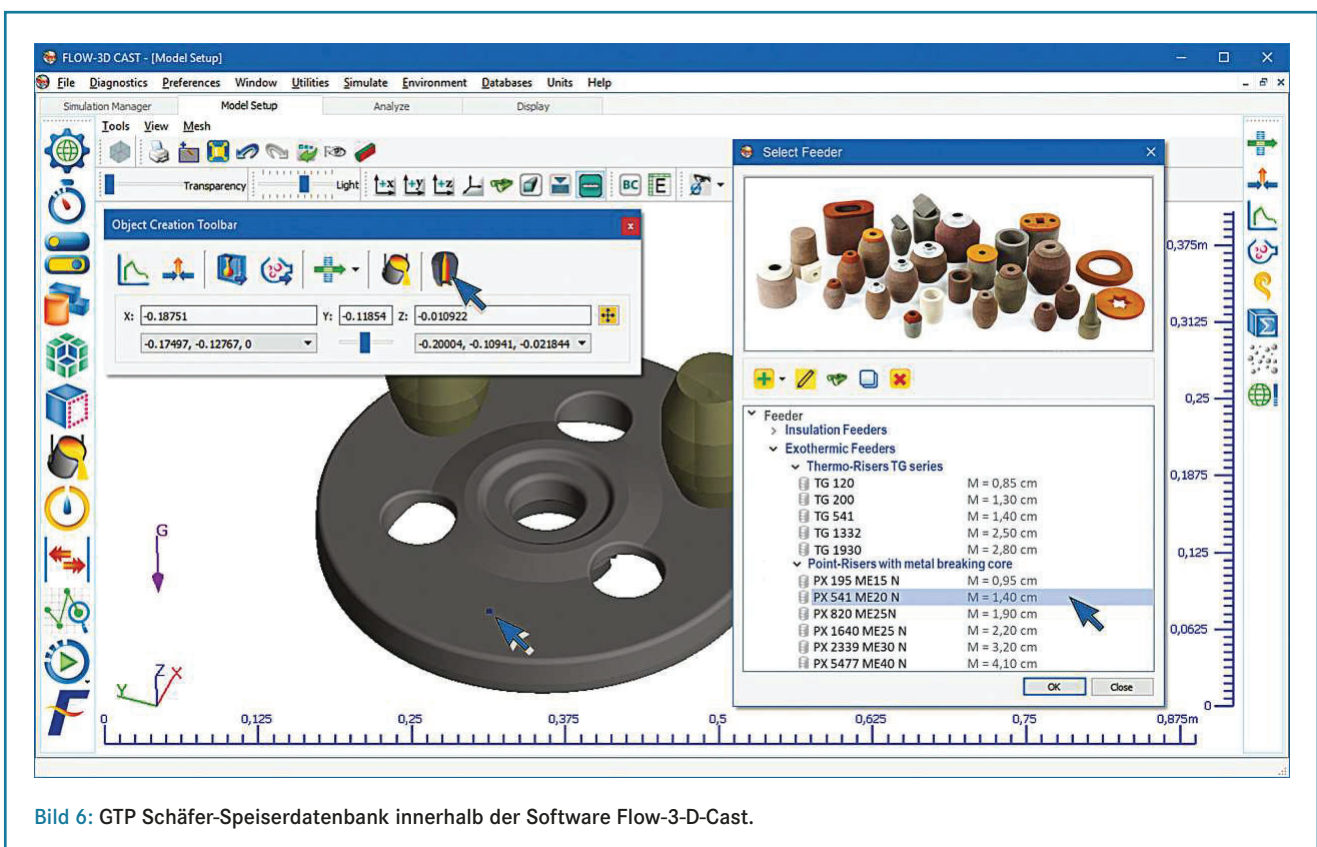 FLOW-3D CAST - [Model Setup]
File Diagnostics Preferences Window Utilities Simulate Environment Databases Units Help
Simulation Manager Model Setup Analyze Display
Tools View Mesh
Transparency Light +x +y +z BC E
Object Creation Toolbar
X: -0.18751 Y: -0.11854 Z: -0.010922
-0.17497, -0.12767, 0 -0.20004, -0.10941, -0.021844
Select Feeder
Feeder
Insulation Feeders
Exothermic Feeders
Thermo-Risers TG series
TG 120 M = 0,85 cm
TG 200 M = 1,30 cm
TG 541 M = 1,40 cm
TG 1332 M = 2,50 cm
TG 1930 M = 2,80 cm
Point-Risers with metal breaking core
PX 195 ME15 N M = 0,95 cm
PX 541 ME20 N M = 1,40 cm
PX 820 ME25N M = 1,90 cm
PX 1640 ME25 N M = 2,20 cm
PX 2339 ME30 N M = 3,20 cm
PX 5477 ME40 N M = 4,10 cm
OK Close
G
Z X
Y
0,375m
0,3125
0,25
0,1875
0,125
0,0625
0
0 0,125 0,25 0,375 0,5 0,625 0,75 0,875m
Bild 6: GTP Schäfer-Speiserdatenbank innerhalb der Software Flow-3-D-Cast.